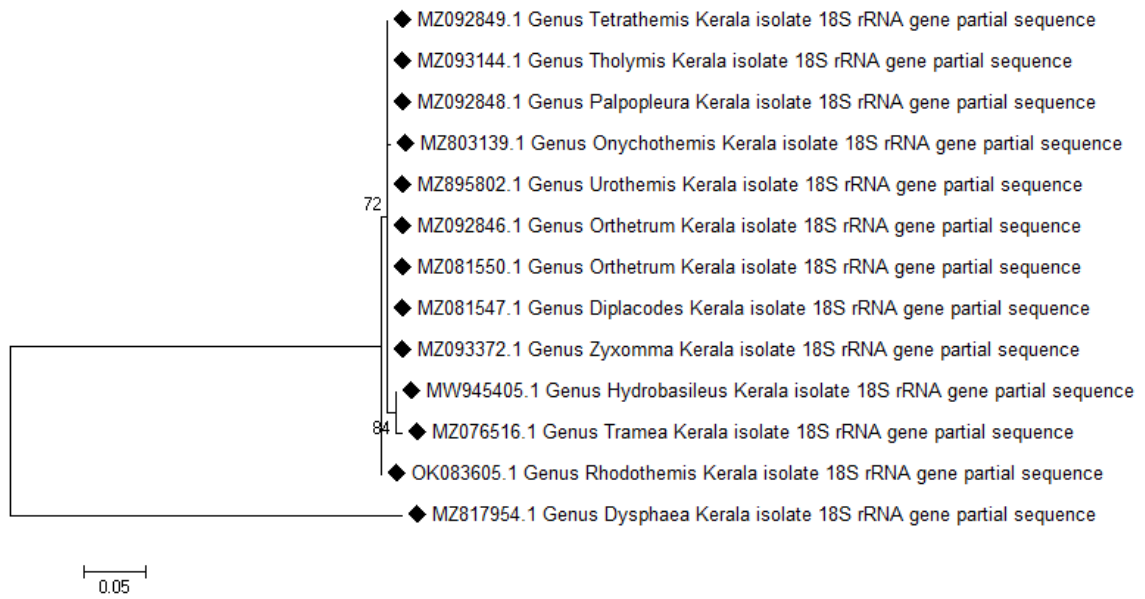 MZ092849.1 Genus Tetrathemis Kerala isolate 18S rRNA gene partial sequence
MZ093144.1 Genus Tholymis Kerala isolate 18S rRNA gene partial sequence
MZ092848.1 Genus Palpopleura Kerala isolate 18S rRNA gene partial sequence
MZ803139.1 Genus Onychothemis Kerala isolate 18S rRNA gene partial sequence
MZ895802.1 Genus Urothemis Kerala isolate 18S rRNA gene partial sequence
72
MZ092846.1 Genus Orthetrum Kerala isolate 18S rRNA gene partial sequence
MZ081550.1 Genus Orthetrum Kerala isolate 18S rRNA gene partial sequence
MZ081547.1 Genus Diplacodes Kerala isolate 18S rRNA gene partial sequence
MZ093372.1 Genus Zyxomma Kerala isolate 18S rRNA gene partial sequence
MW945405.1 Genus Hydrobasileus Kerala isolate 18S rRNA gene partial sequence
84
MZ076516.1 Genus Tramea Kerala isolate 18S rRNA gene partial sequence
OK083605.1 Genus Rhodothemis Kerala isolate 18S rRNA gene partial sequence
MZ817954.1 Genus Dysphaea Kerala isolate 18S rRNA gene partial sequence
0.05